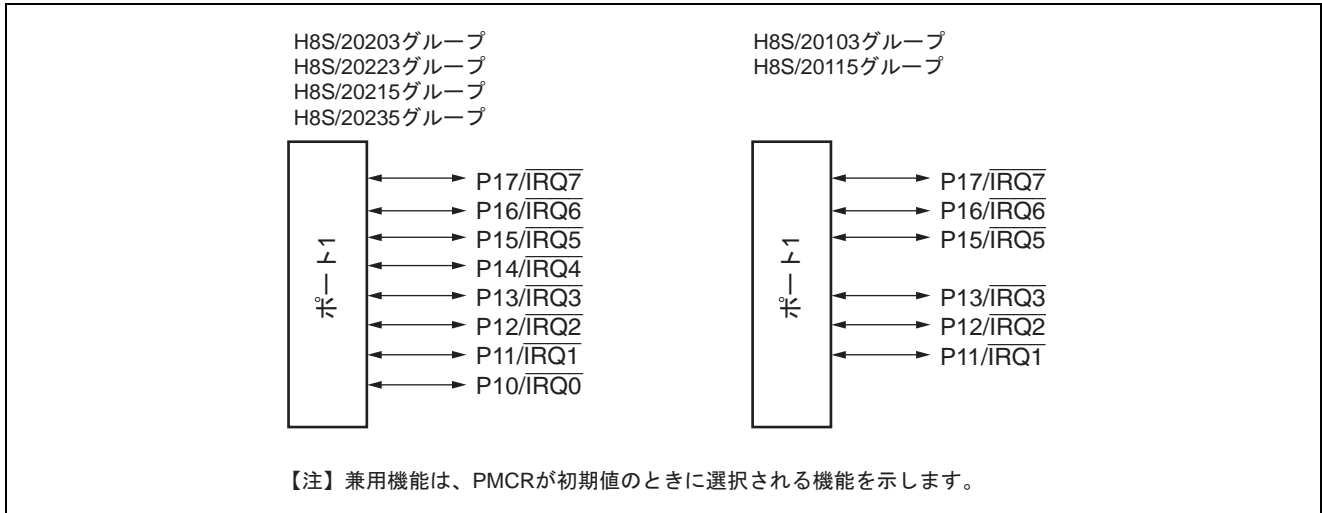 H8S/20203グループ
H8S/20223グループ
H8S/20215グループ
H8S/20235グループ
ポート1
P17/IRQ7
P16/IRQ6
P15/IRQ5
P14/IRQ4
P13/IRQ3
P12/IRQ2
P11/IRQ1
P10/IRQ0
H8S/20103グループ
H8S/20115グループ
ポート1
P17/IRQ7
P16/IRQ6
P15/IRQ5
P13/IRQ3
P12/IRQ2
P11/IRQ1
【注】兼用機能は、PMCRが初期値のときに選択される機能を示します。